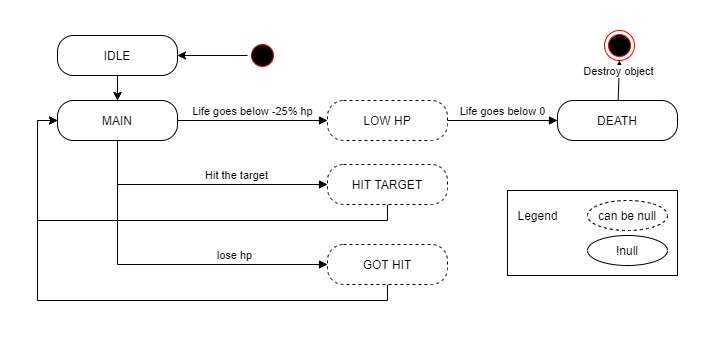 IDLE
Destroy object
MAIN
Life goes below -25% hp
LOW HP
Life goes below 0
DEATH
Hit the target
HIT TARGET
Legend
can be null
!null
lose hp
GOT HIT